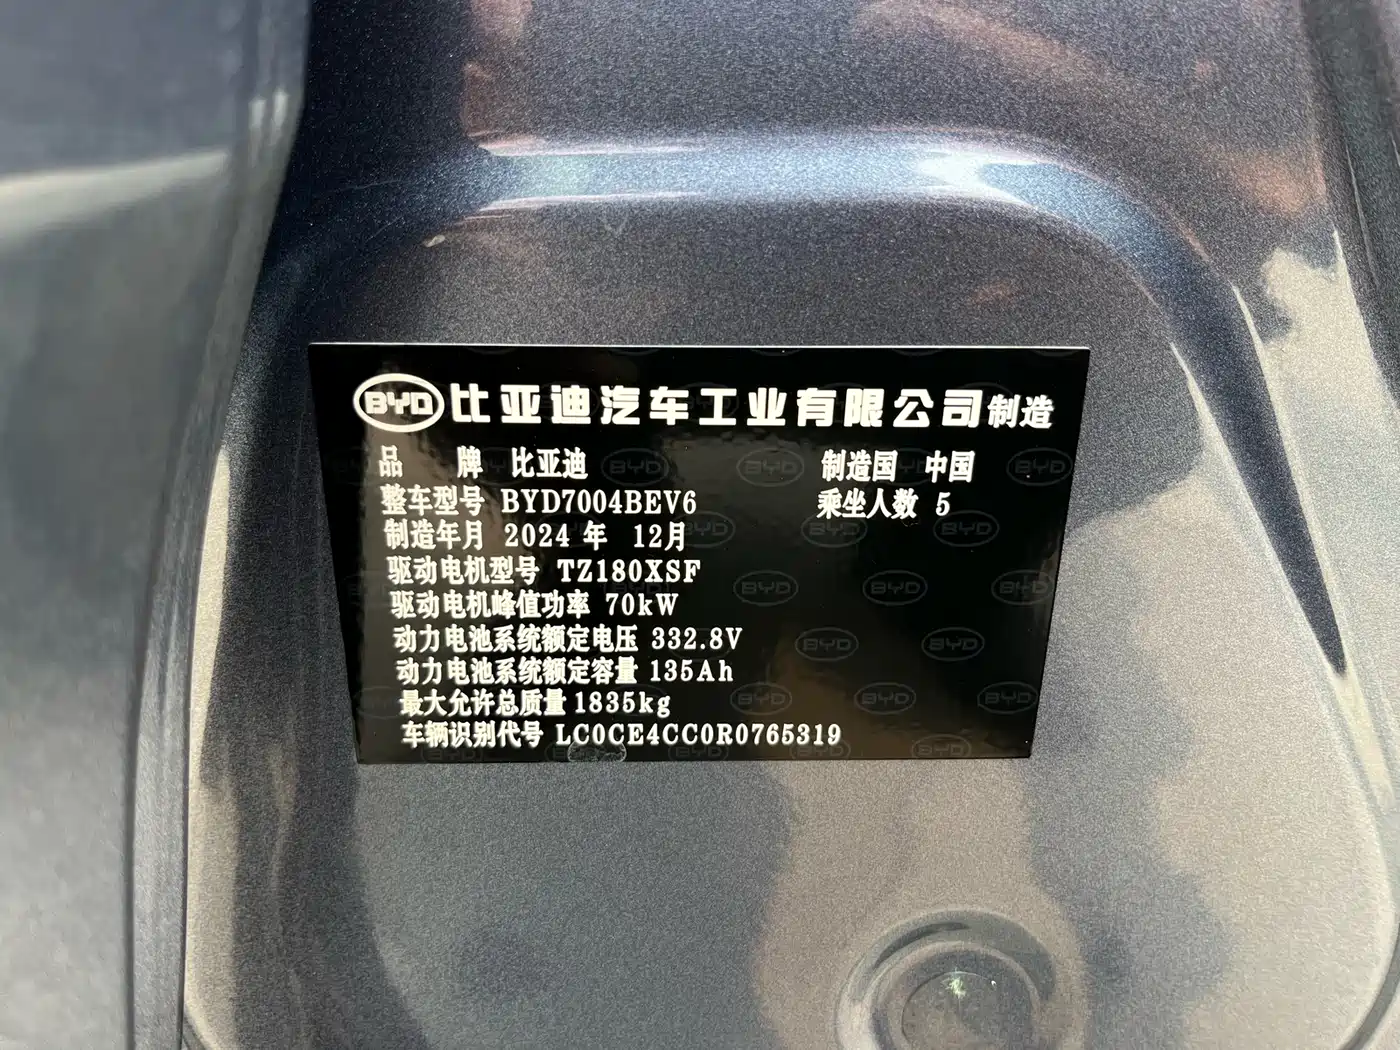 BYD 比亚迪汽车工业有限公司制造
品 牌 比亚迪 制造国 中国
整车型号 BYD7004BEV6 乘坐人数 5
制造年月 2024 年 12月
驱动电机型号 TZ180XSF
驱动电机峰值功率 70kW
动力电池系统额定电压 332.8V
动力电池系统额定容量 135Ah
最大允许总质量 1835kg
车辆识别代号 LC0CE4CC0R0765319